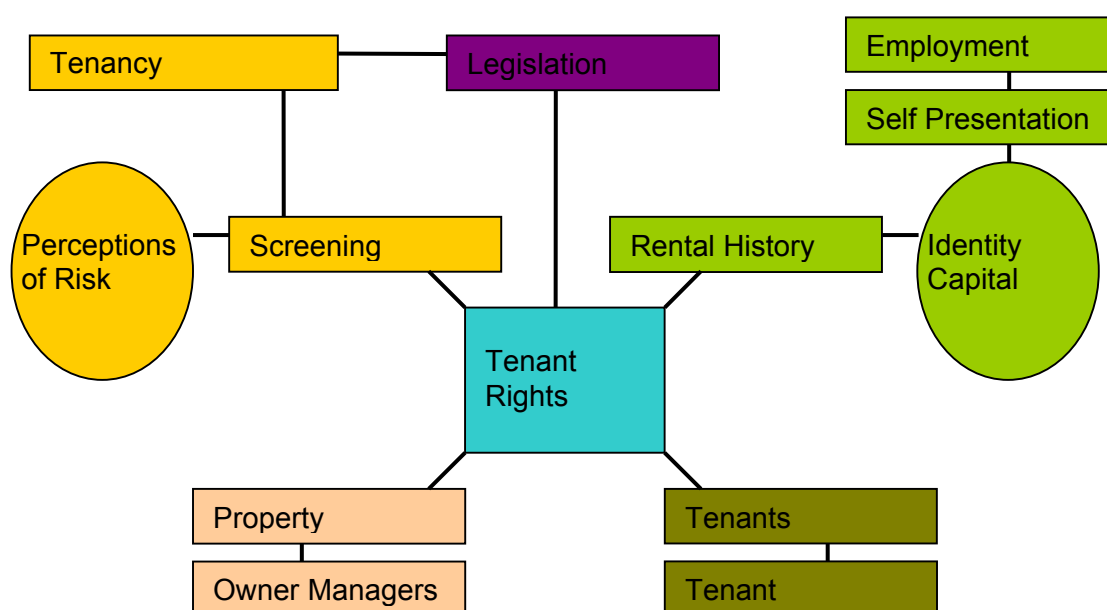 Tenancy
Legislation
Employment
Self Presentation
Perceptions
of Risk
Screening
Rental History
Identity
Capital
Tenant
Rights
Property
Owner Managers
Tenants
Tenant